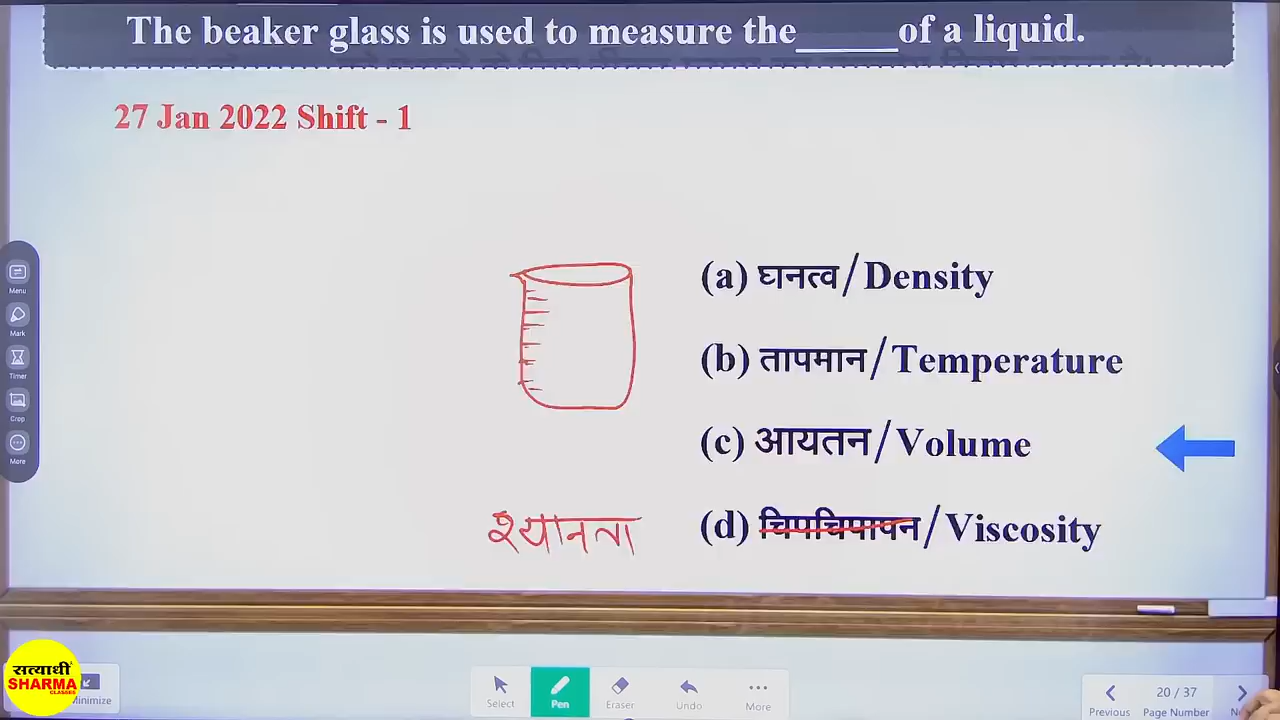 The beaker glass is used to measure the_____of a liquid.
27 Jan 2022 Shift - 1
(a) घनत्व/Density
(b) तापमान/Temperature
(c) आयतन/Volume
श्यानता (d) चिपचिपापन/Viscosity
Menu
Mark
Timer
Crop
More
सत्यार्थी
SHARMA
CLASSES
Minimize
Select
Pen
Eraser
Undo
More
Previous
20 / 37
Page Number